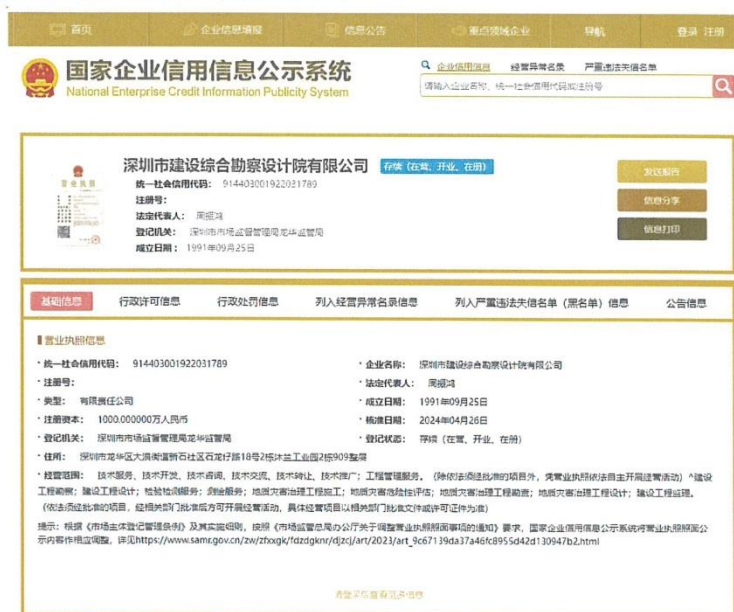 首页 企业信息填报 信息公告 重点领域企业 导航 登录 注册
国家企业信用信息公示系统
National Enterprise Credit Information Publicity System
企业信用信息 经营异常名录 严重违法失信名单
请输入企业名称、统一社会信用代码或注册号
深圳市建设综合勘察设计院有限公司 存续（在营、开业、在册）
统一社会信用代码： 914403001922031789
注册号：
法定代表人：
登记机关： 深圳市市场监督管理局龙华监管局
成立日期： 1991年09月25日
发送报告
信息分享
信息打印
营业执照
基础信息 行政许可信息 行政处罚信息 列入经营异常名录信息 列入严重违法失信名单（黑名单）信息 公告信息
营业执照信息
· 统一社会信用代码： 914403001922031789 · 企业名称： 深圳市建设综合勘察设计院有限公司
· 注册号： · 法定代表人：
· 类型： 有限责任公司 · 成立日期： 1991年09月25日
· 注册资本： 1000.000000万人民币 · 核准日期： 2024年04月26日
· 登记机关： 深圳市市场监督管理局龙华监管局 · 登记状态： 存续（在营、开业、在册）
· 住所： 深圳市龙华区大浪街道新石社区石龙仔路18号2栋沐兰工业园2栋909整层
· 经营范围： 技术服务、技术开发、技术咨询、技术交流、技术转让、技术推广；工程管理服务。（除依法须经批准的项目外，凭营业执照依法自主开展经营活动）^建设
工程勘察；建设工程设计；检验检测服务；测绘服务；地质灾害治理工程施工；地质灾害危险性评估；地质灾害治理工程勘查；地质灾害治理工程设计；建设工程监理。
（依法须经批准的项目，经相关部门批准后方可开展经营活动，具体经营项目以相关部门批准文件或许可证件为准）
提示：根据《市场主体登记管理条例》及其实施细则，按照《市场监管总局办公厅关于调整营业执照照面事项的通知》要求，国家企业信用信息公示系统将营业执照照面公
示内容作相应调整，详见https://www.samr.gov.cn/zw/zfxxgk/fdzdgknr/djzcj/art/2023/art_9c67139da37a46fc8955d42d130947b2.html